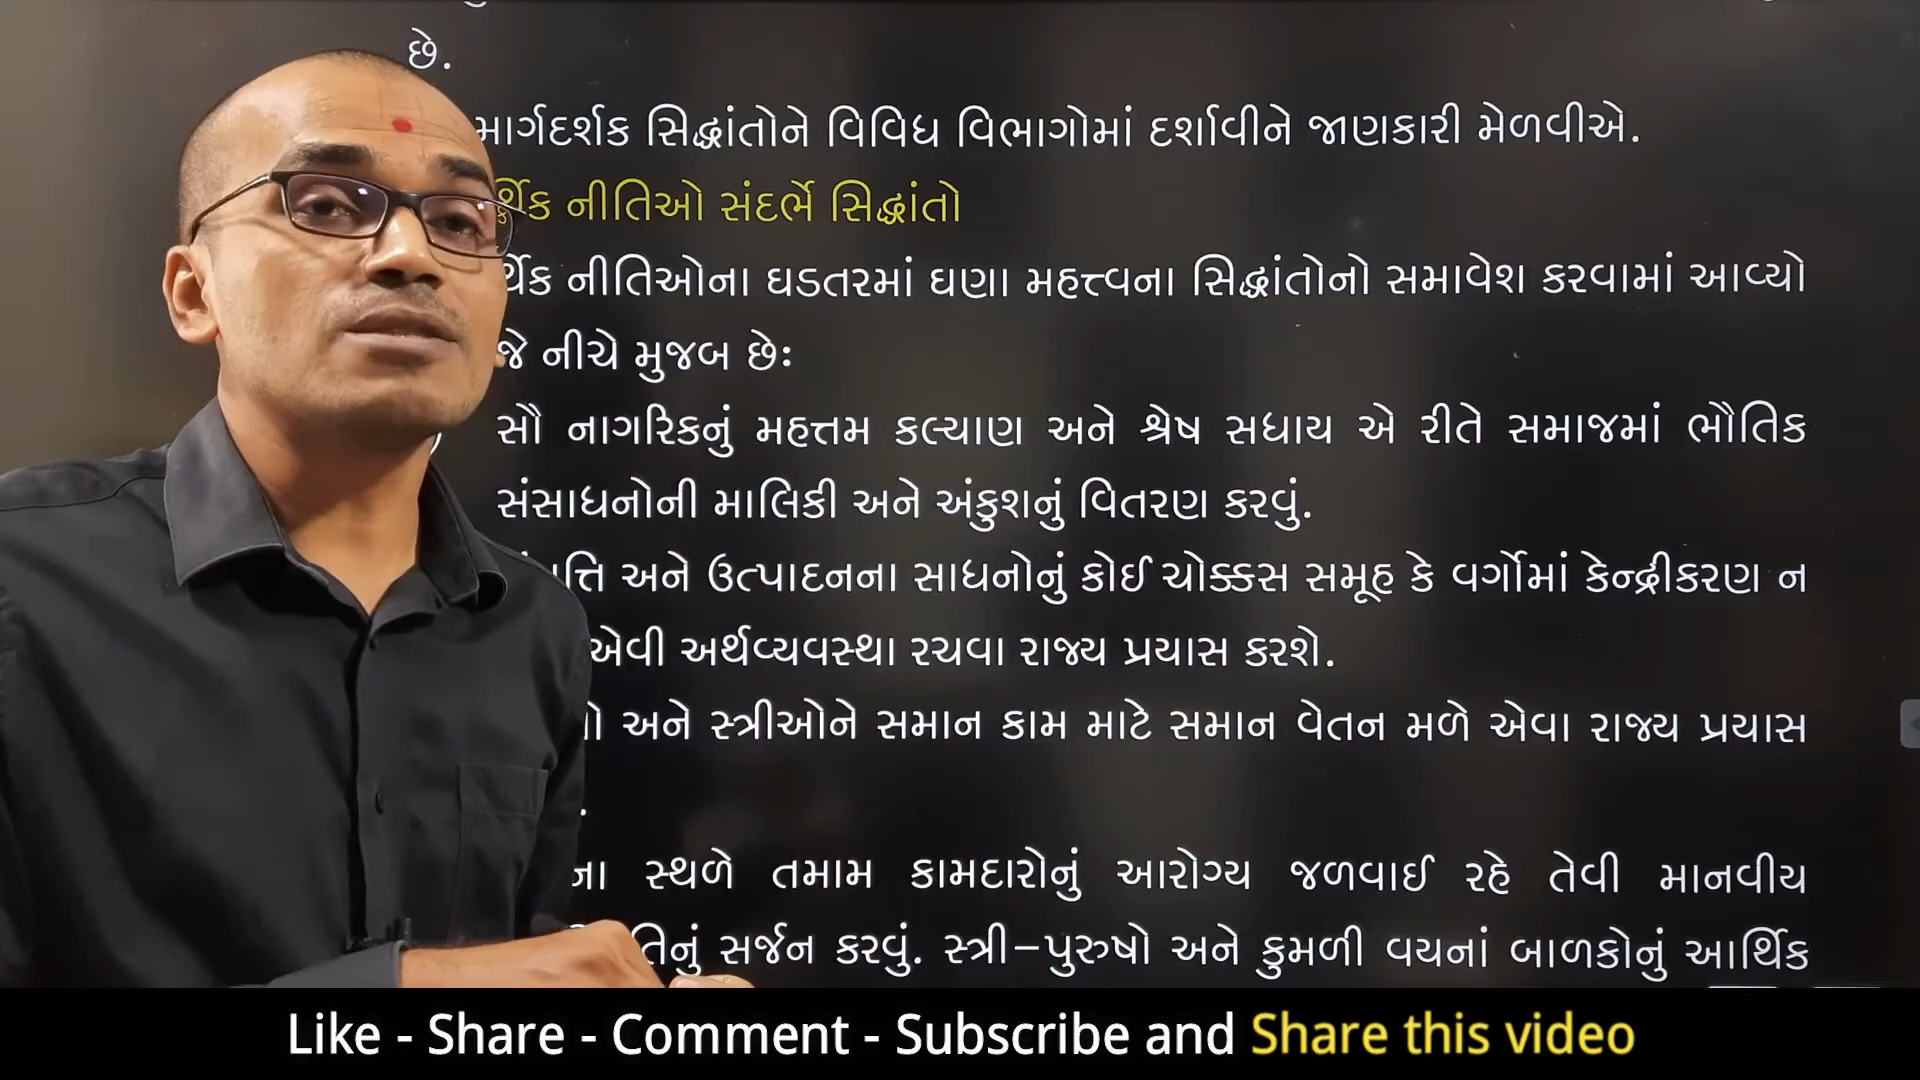 છે.
માર્ગદર્શક સિદ્ધાંતોને વિવિધ વિભાગોમાં દર્શાવીને જાણકારી મેળવીએ.
નીતિઓ સંદર્ભે સિદ્ધાંતો
નીતિઓના ઘડતરમાં ઘણા મહત્ત્વના સિદ્ધાંતોનો સમાવેશ કરવામાં આવ્યો
જે નીચે મુજબ છેઃ
સૌ નાગરિકનું મહત્તમ કલ્યાણ અને શ્રેષ સધાય એ રીતે સમાજમાં ભૌતિક
સંસાધનોની માલિકી અને અંકુશનું વિતરણ કરવું.
અને ઉત્પાદનના સાધનોનું કોઈ ચોક્કસ સમૂહ કે વર્ગોમાં કેન્દ્રીકરણ ન
એવી અર્થવ્યવસ્થા રચવા રાજ્ય પ્રયાસ કરશે.
અને સ્ત્રીઓને સમાન કામ માટે સમાન વેતન મળે એવા રાજ્ય પ્રયાસ
સ્થળે તમામ કામદારોનું આરોગ્ય જળવાઈ રહે તેવી માનવીય
સર્જન કરવું. સ્ત્રી–પુરુષો અને કુમળી વયનાં બાળકોનું આર્થિક
Like - Share - Comment - Subscribe and Share this video